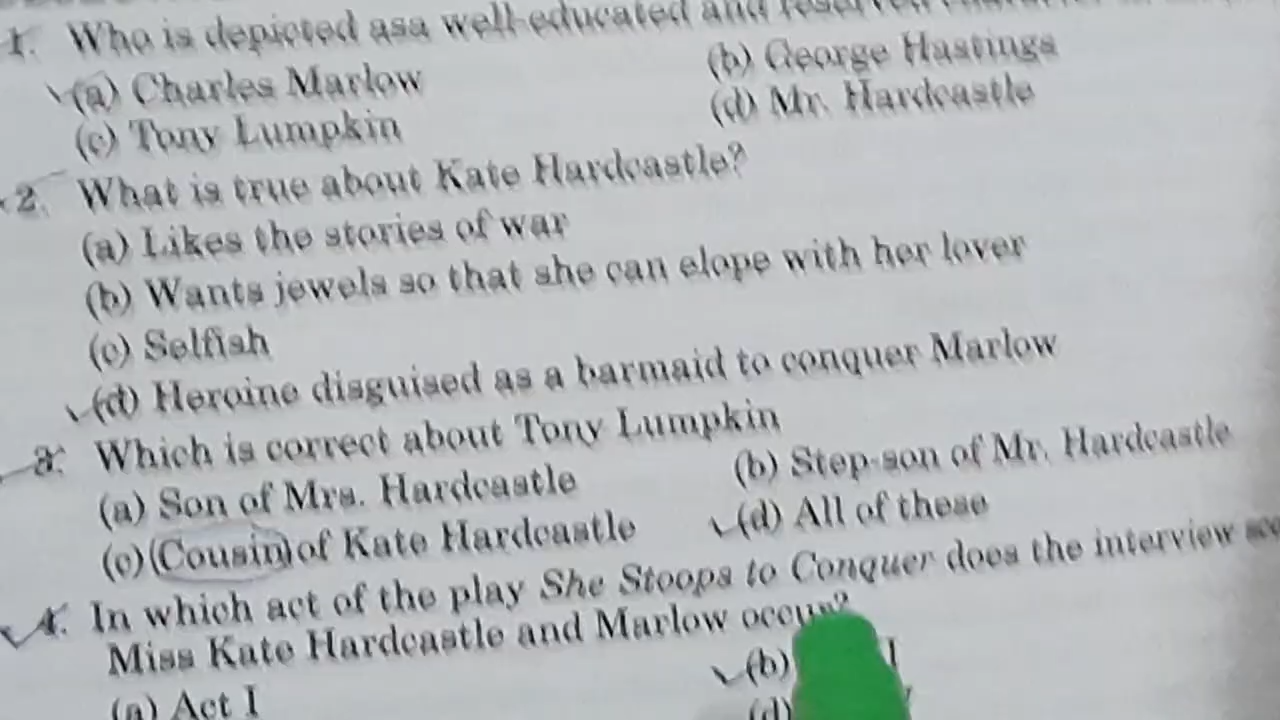 1. Who is depicted asa well-educated and reserved
(a) Charles Marlow (b) George Hastings
(c) Tony Lumpkin (d) Mr. Hardcastle
2. What is true about Kate Hardcastle?
(a) Likes the stories of war
(b) Wants jewels so that she can elope with her lover
(c) Selfish
(d) Heroine disguised as a barmaid to conquer Marlow
3. Which is correct about Tony Lumpkin
(a) Son of Mrs. Hardcastle (b) Step-son of Mr. Hardcastle
(c) (Cousin) of Kate Hardcastle (d) All of these
4. In which act of the play She Stoops to Conquer does the interview
Miss Kate Hardcastle and Marlow occur?
(a) Act I (b)
(d)